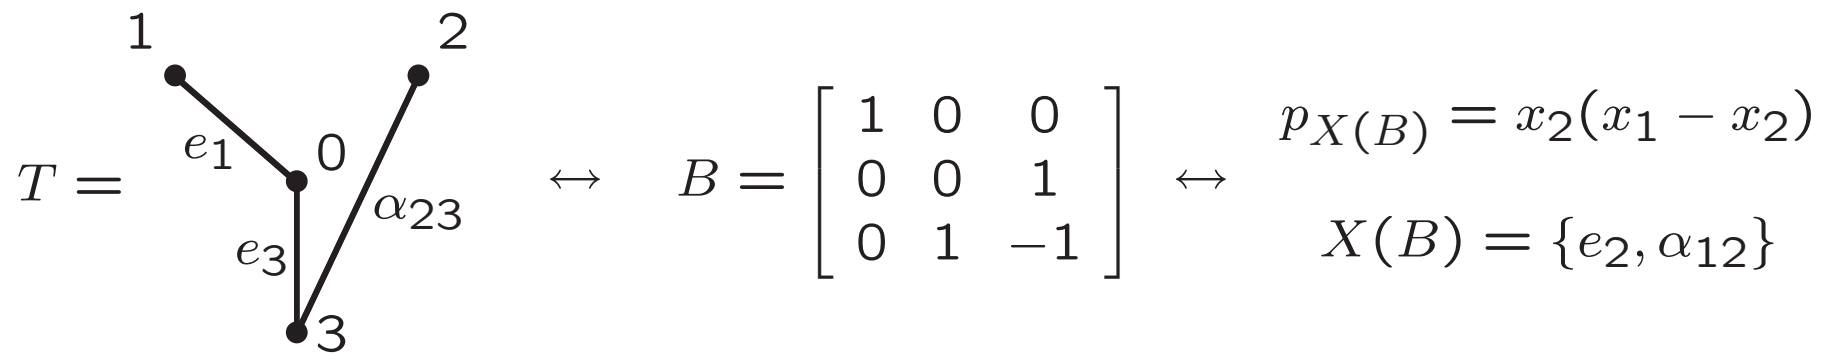 1 2
e₁ 0
T = ↔ B = [ 1 0 0 ; 0 0 1 ; 0 1 −1 ] ↔ p_{X(B)} = x₂(x₁ − x₂)
α₂₃
X(B) = {e₂, α₁₂}
e₃
3